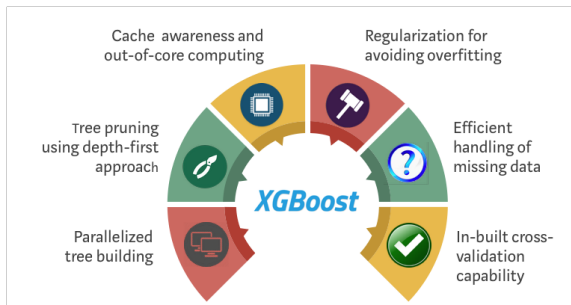 Cache awareness and
out-of-core computing
Regularization for
avoiding overfitting
Tree pruning
using depth-first
approach
Efficient
handling of
missing data
XGBoost
Parallelized
tree building
In-built cross-
validation
capability